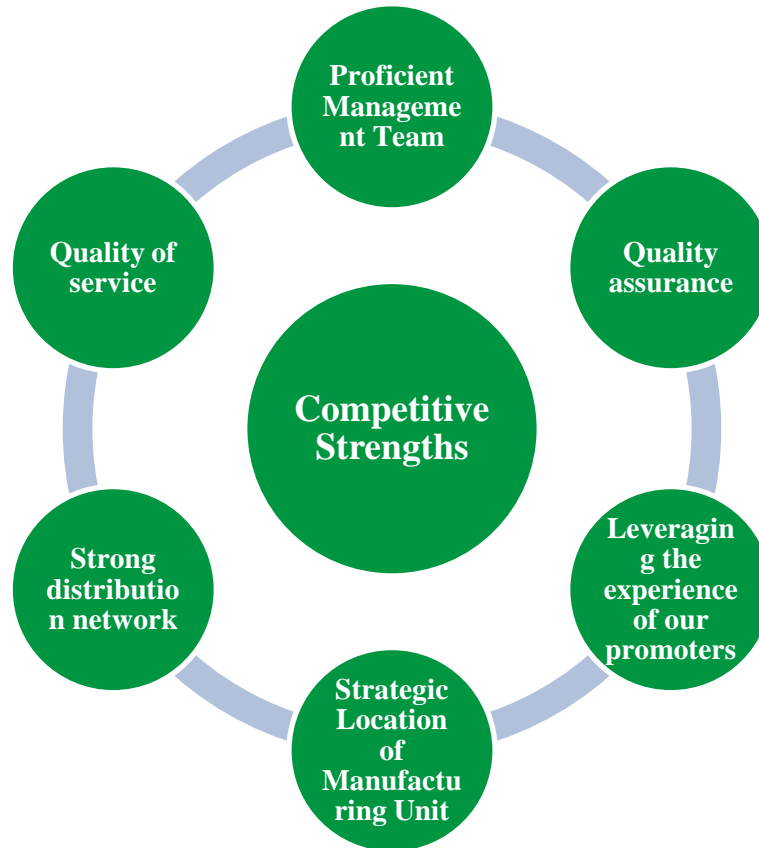 Proficient
Manageme
nt Team
Quality of
service
Quality
assurance
Competitive
Strengths
Strong
distributio
n network
Leveragin
g the
experience
of our
promoters
Strategic
Location
of
Manufactu
ring Unit